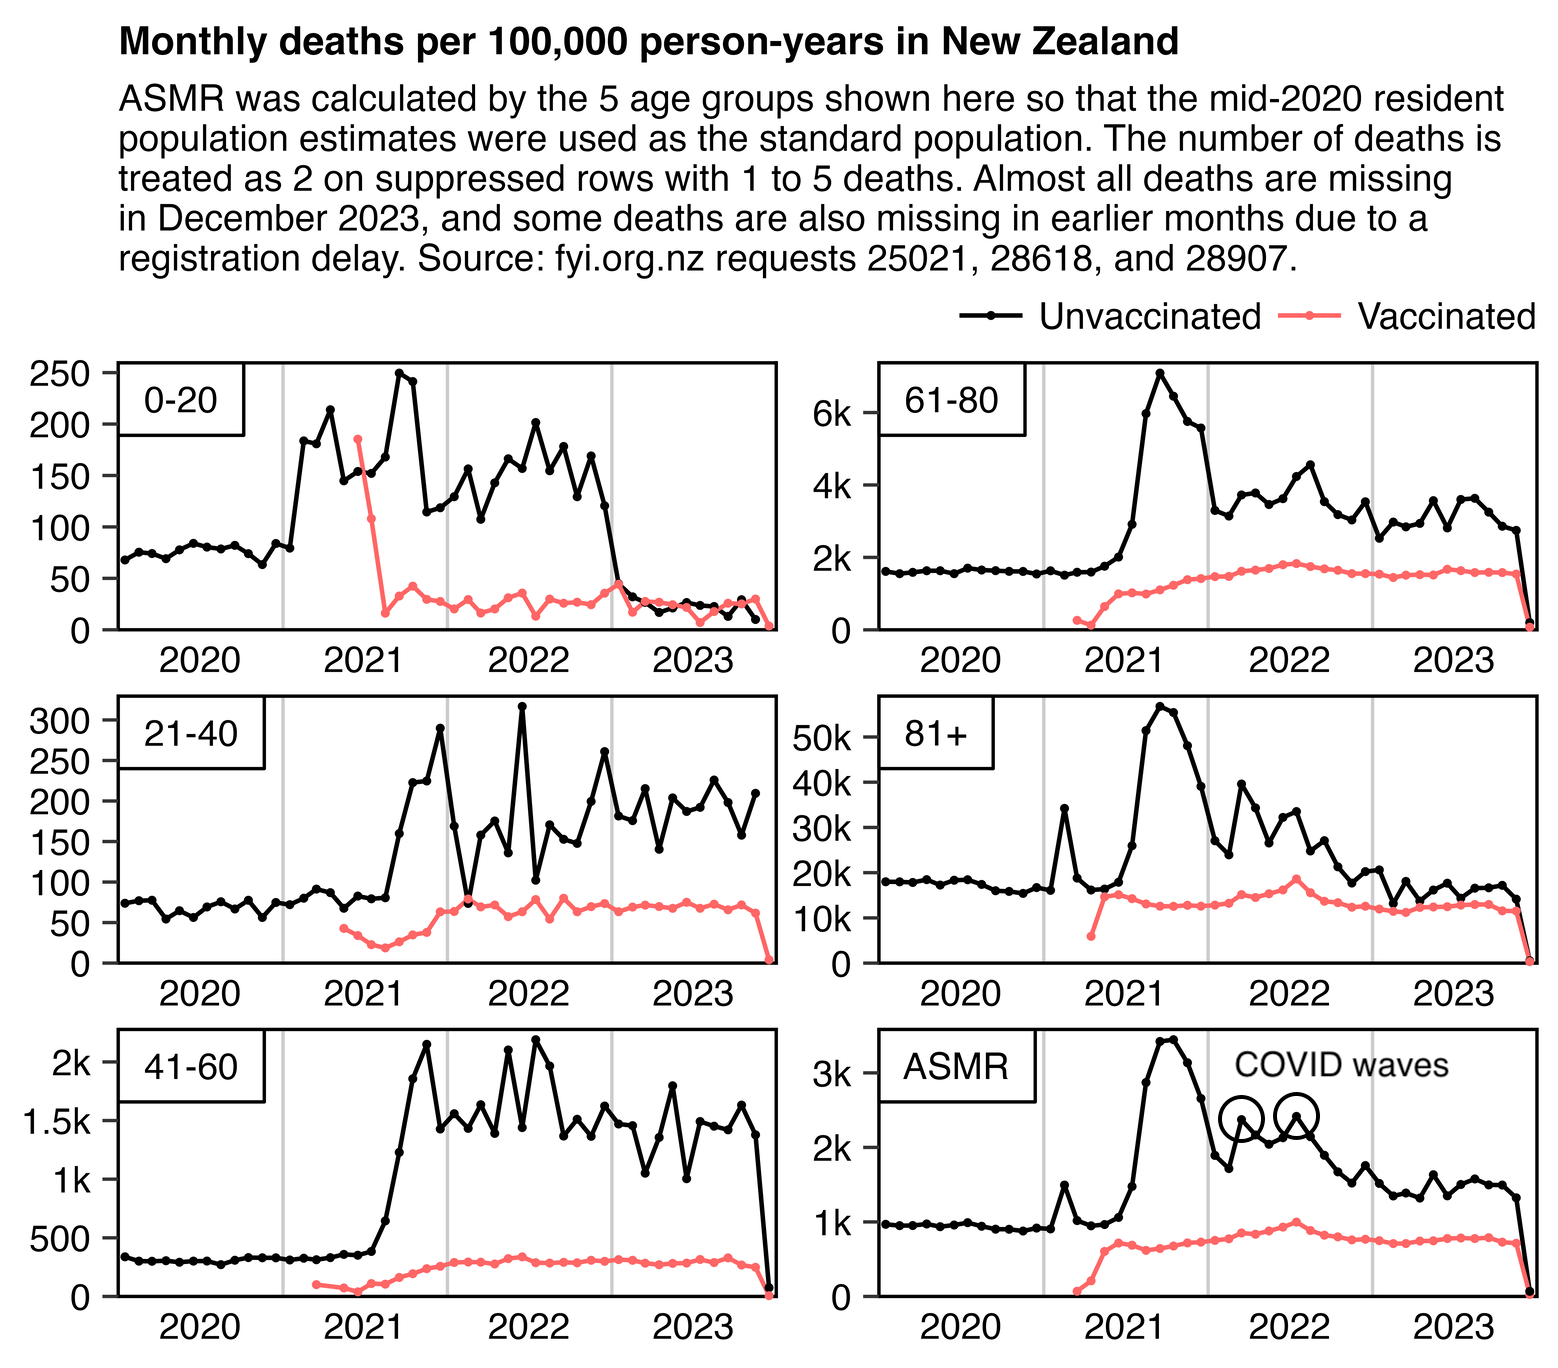 Monthly deaths per 100,000 person-years in New Zealand
ASMR was calculated by the 5 age groups shown here so that the mid-2020 resident
population estimates were used as the standard population. The number of deaths is
treated as 2 on suppressed rows with 1 to 5 deaths. Almost all deaths are missing
in December 2023, and some deaths are also missing in earlier months due to a
registration delay. Source: fyi.org.nz requests 25021, 28618, and 28907.
Unvaccinated Vaccinated
0-20
250
200
150
100
50
0
2020 2021 2022 2023
61-80
6k
4k
2k
0
2020 2021 2022 2023
21-40
300
250
200
150
100
50
0
2020 2021 2022 2023
81+
50k
40k
30k
20k
10k
0
2020 2021 2022 2023
41-60
2k
1.5k
1k
500
0
2020 2021 2022 2023
ASMR
COVID waves
3k
2k
1k
0
2020 2021 2022 2023